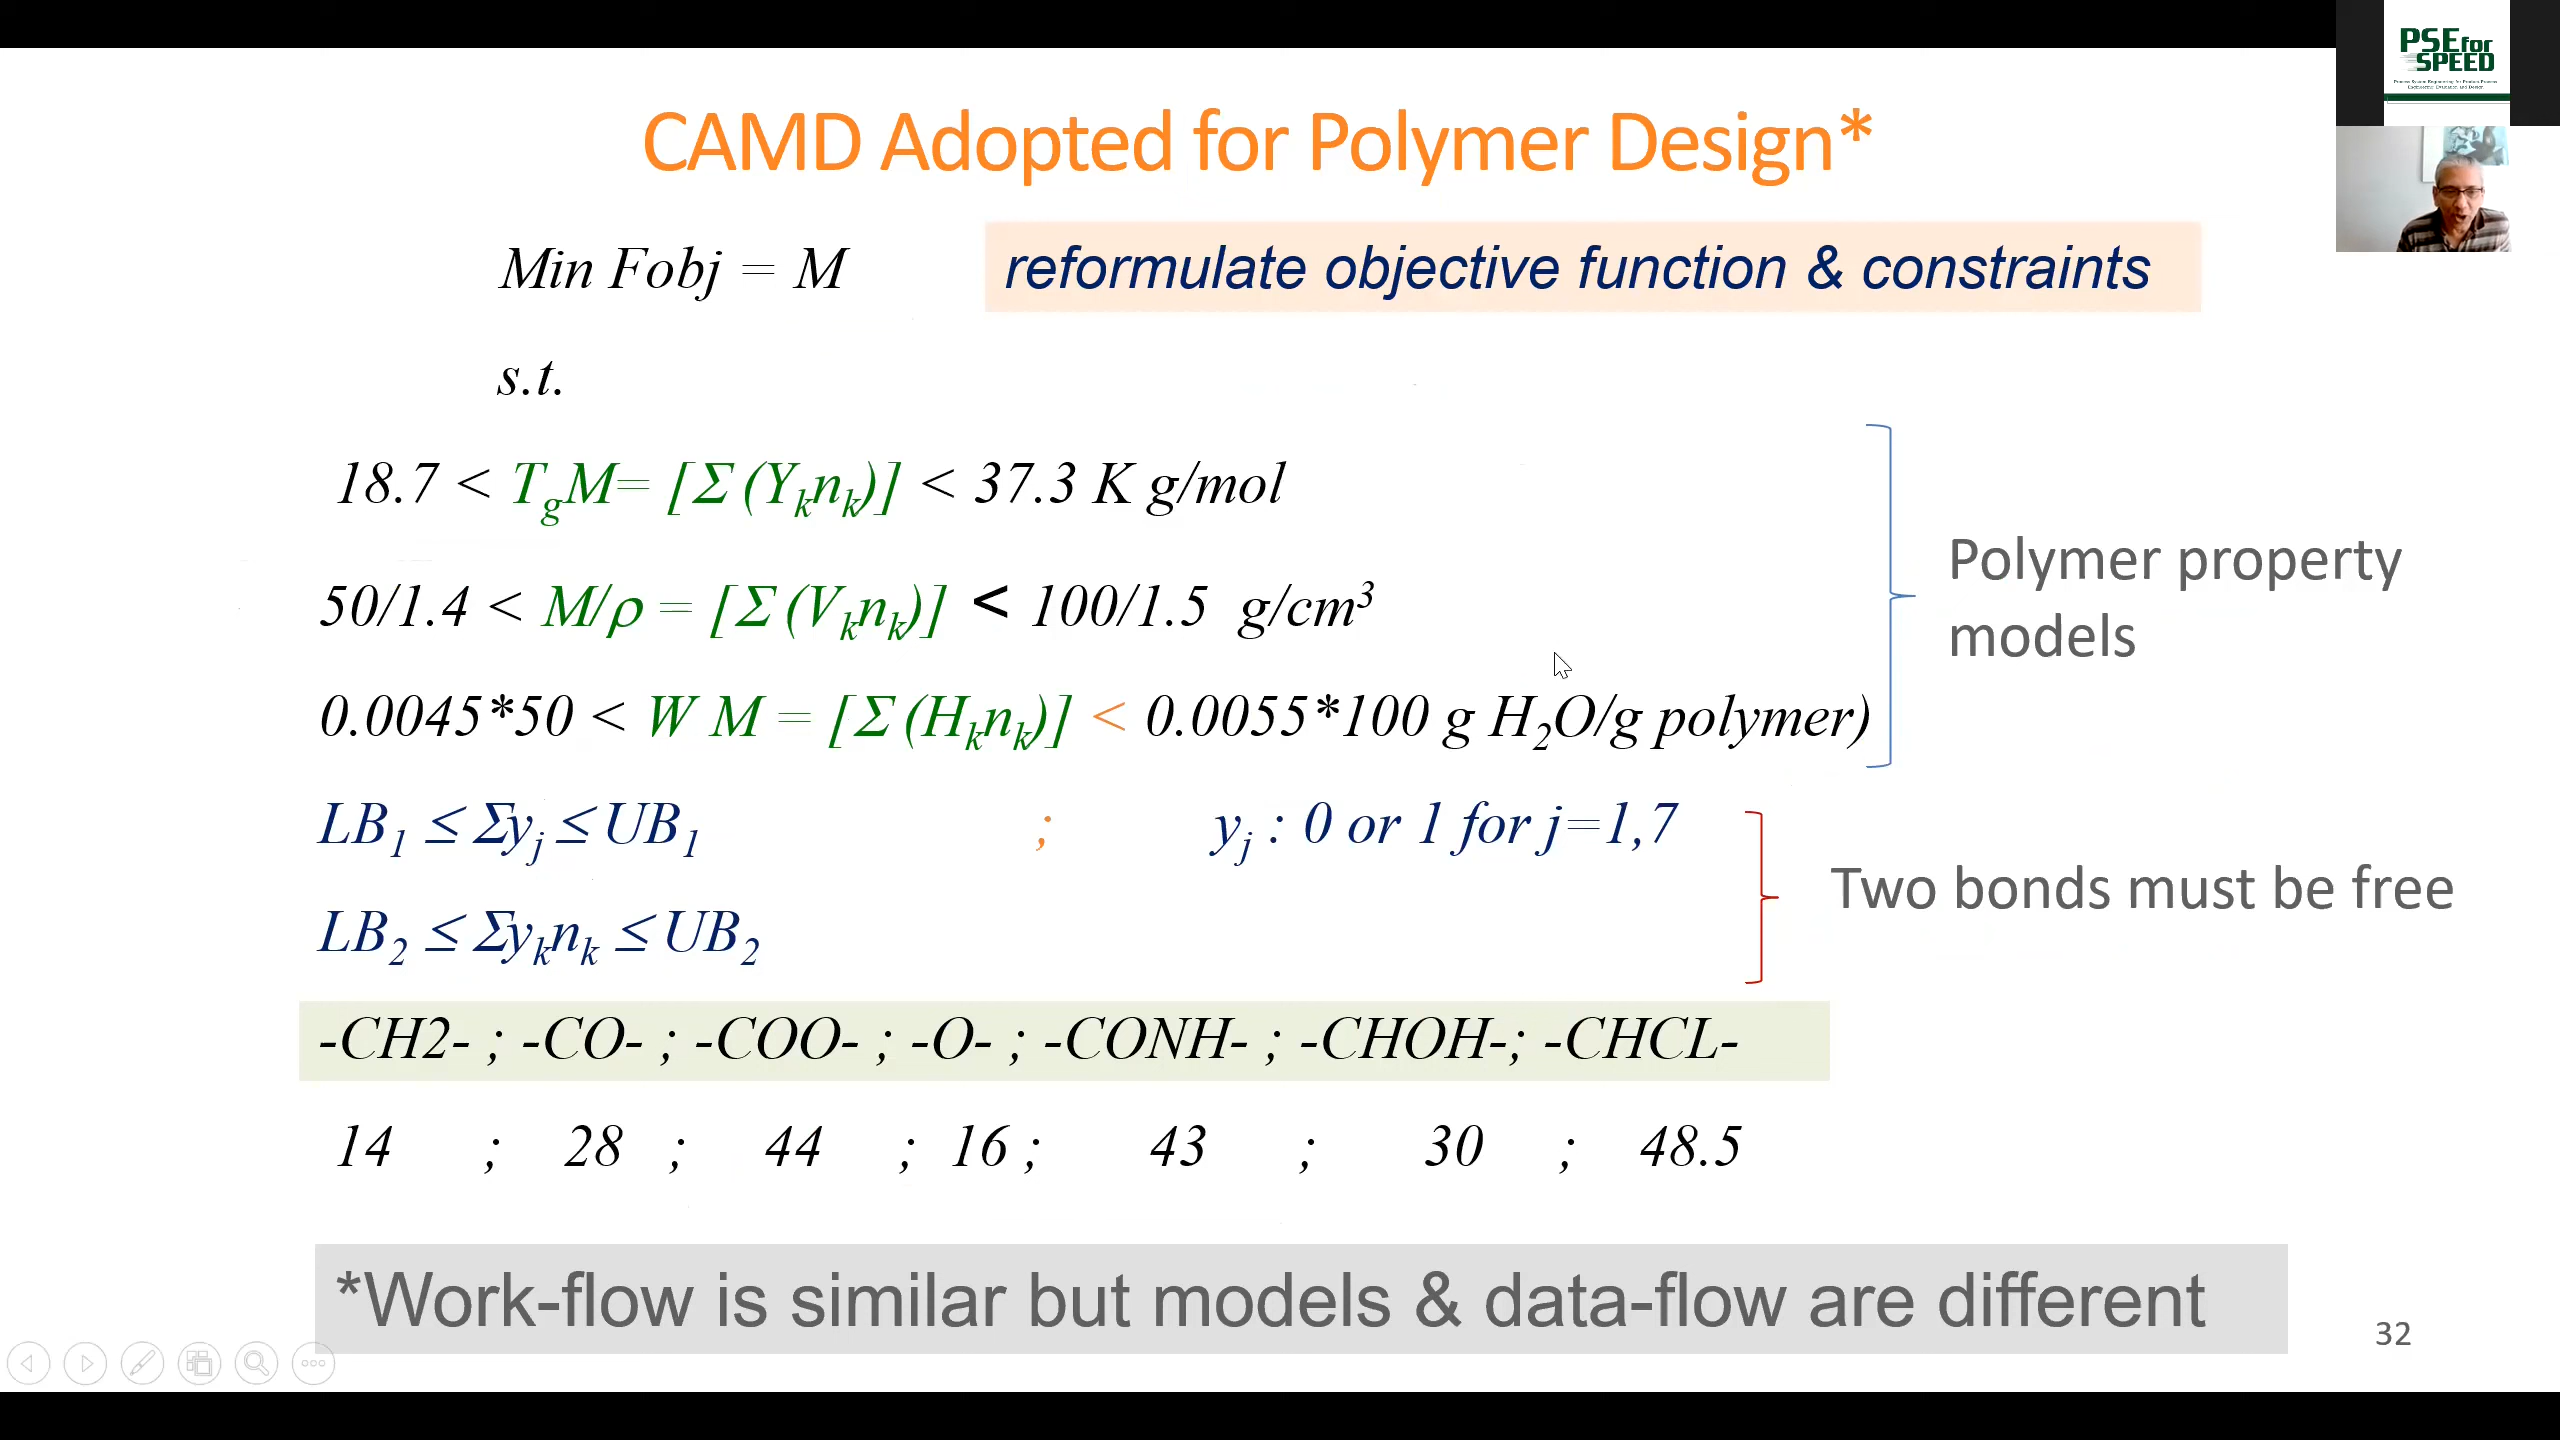 PSE for
SPEED
CAMD Adopted for Polymer Design*
Min Fobj = M
reformulate objective function & constraints
s.t.
18.7 < TgM= [Σ (Yknk)] < 37.3 K g/mol
50/1.4 < M/ρ = [Σ (Vknk)] < 100/1.5 g/cm³
Polymer property
models
0.0045*50 < W M = [Σ (Hknk)] < 0.0055*100 g H₂O/g polymer)
LB₁ ≤ Σyj ≤ UB₁ ; yj : 0 or 1 for j=1,7
Two bonds must be free
LB₂ ≤ Σyknk ≤ UB₂
-CH2- ; -CO- ; -COO- ; -O- ; -CONH- ; -CHOH-; -CHCL-
14 ; 28 ; 44 ; 16 ; 43 ; 30 ; 48.5
*Work-flow is similar but models & data-flow are different
32